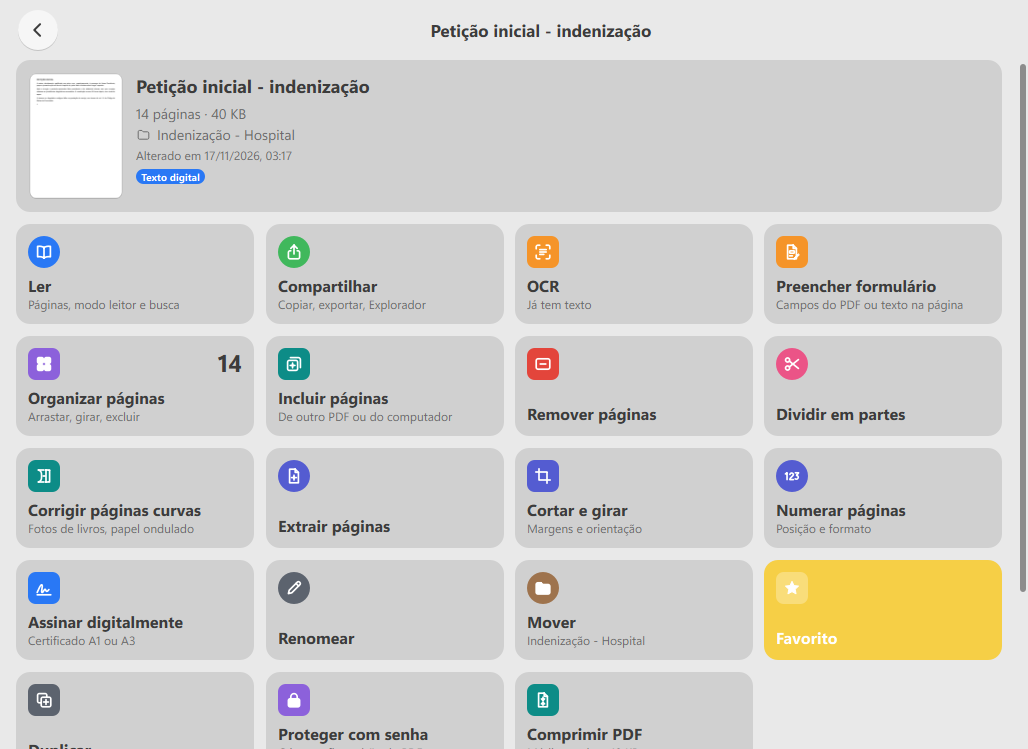 Petição inicial - indenização
Petição inicial - indenização
14 páginas · 40 KB
Indenização - Hospital
Alterado em 17/11/2026, 03:17
Texto digital
Ler
Páginas, modo leitor e busca
Compartilhar
Copiar, exportar, Explorador
OCR
Já tem texto
Preencher formulário
Campos do PDF ou texto na página
14
Organizar páginas
Arrastar, girar, excluir
Incluir páginas
De outro PDF ou do computador
Remover páginas
Dividir em partes
Corrigir páginas curvas
Fotos de livros, papel ondulado
Extrair páginas
Cortar e girar
Margens e orientação
123
Numerar páginas
Posição e formato
Assinar digitalmente
Certificado A1 ou A3
Renomear
Mover
Indenização - Hospital
Favorito
Duplicar
Proteger com senha
Comprimir PDF